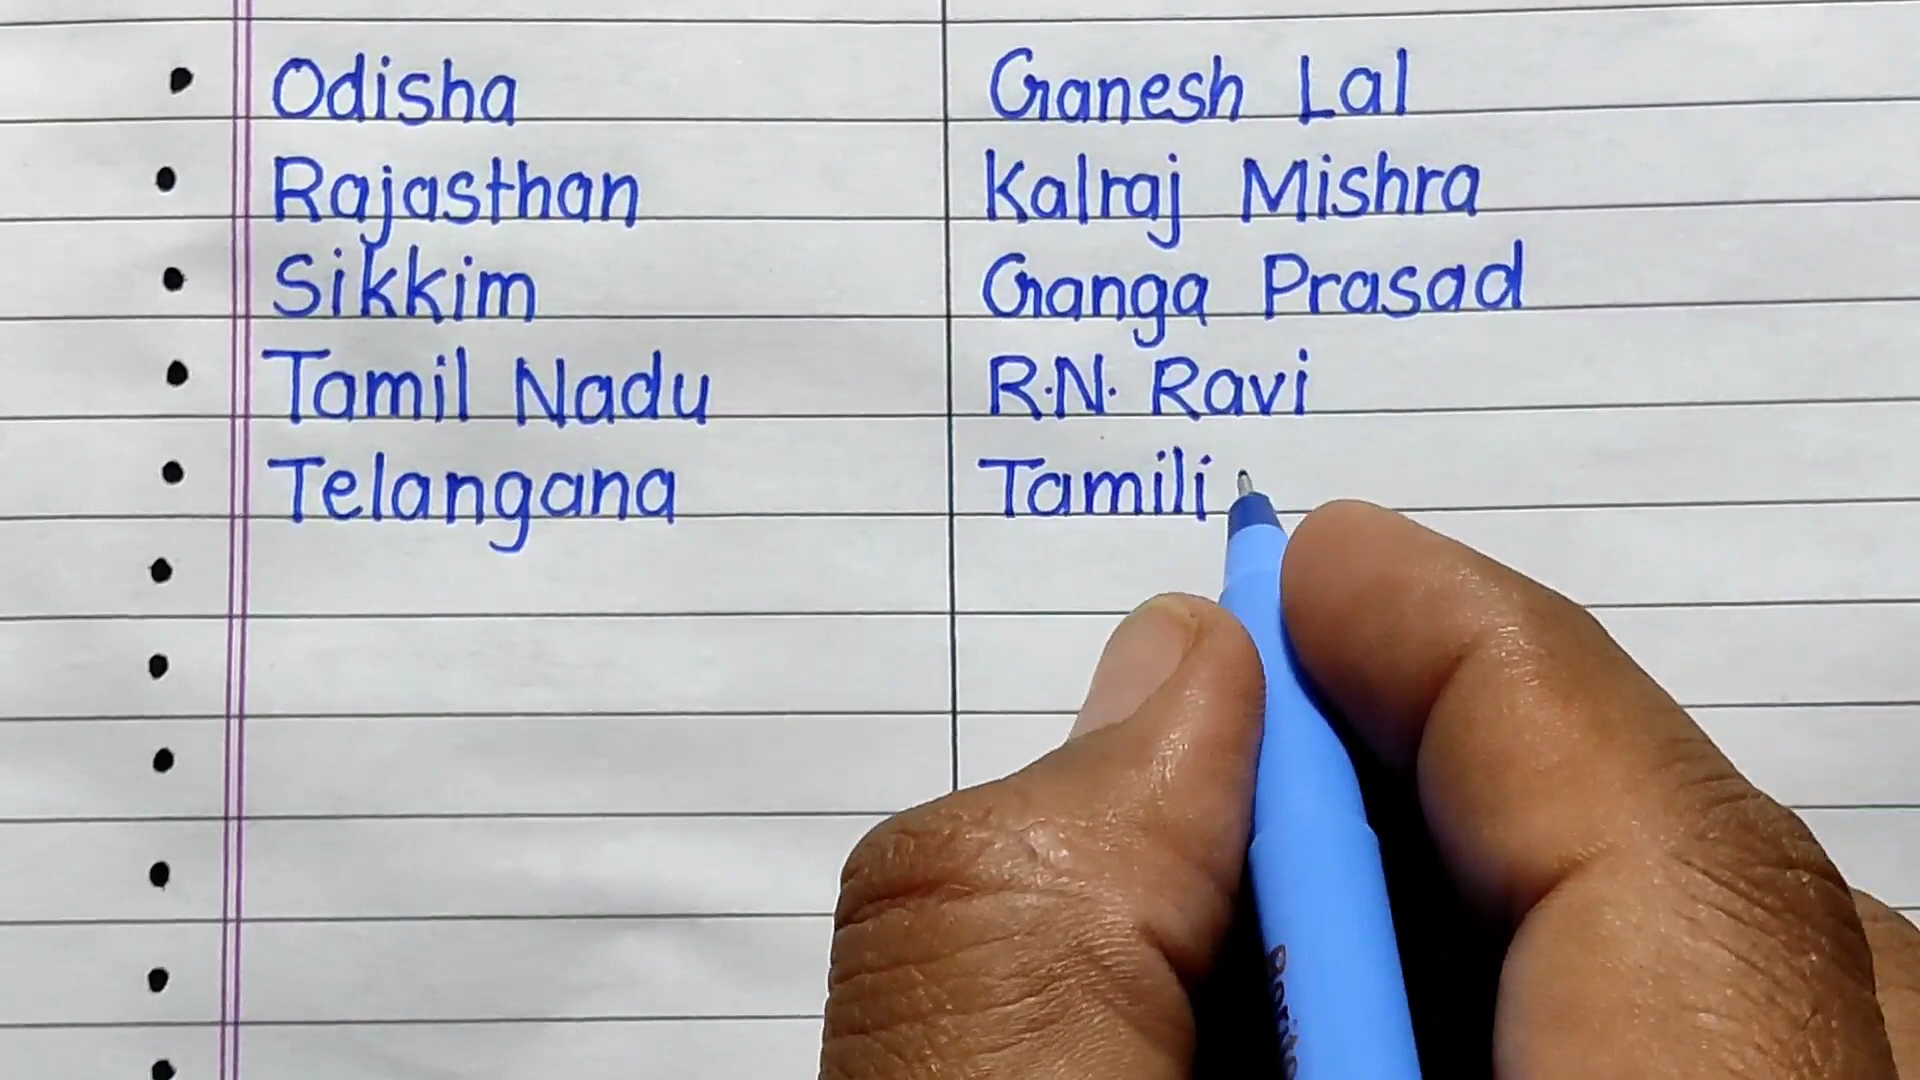 Odisha Ganesh Lal
Rajasthan Kalraj Mishra
Sikkim Ganga Prasad
Tamil Nadu R.N. Ravi
Telangana Tamili